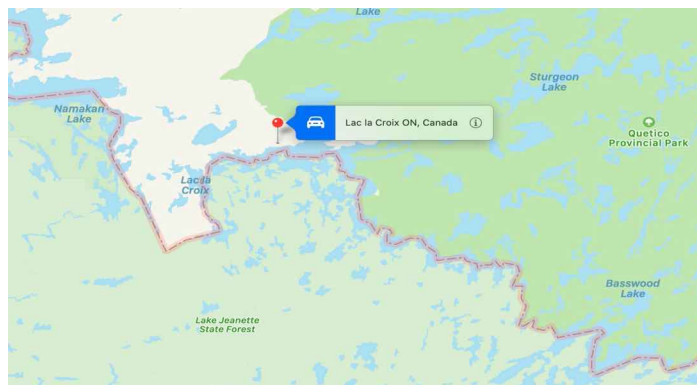 Lake
Sturgeon
Lake
Namakan
Lake
Lac la Croix ON, Canada
Quetico
Provincial Park
Lac la
Croix
Basswood
Lake
Lake Jeanette
State Forest